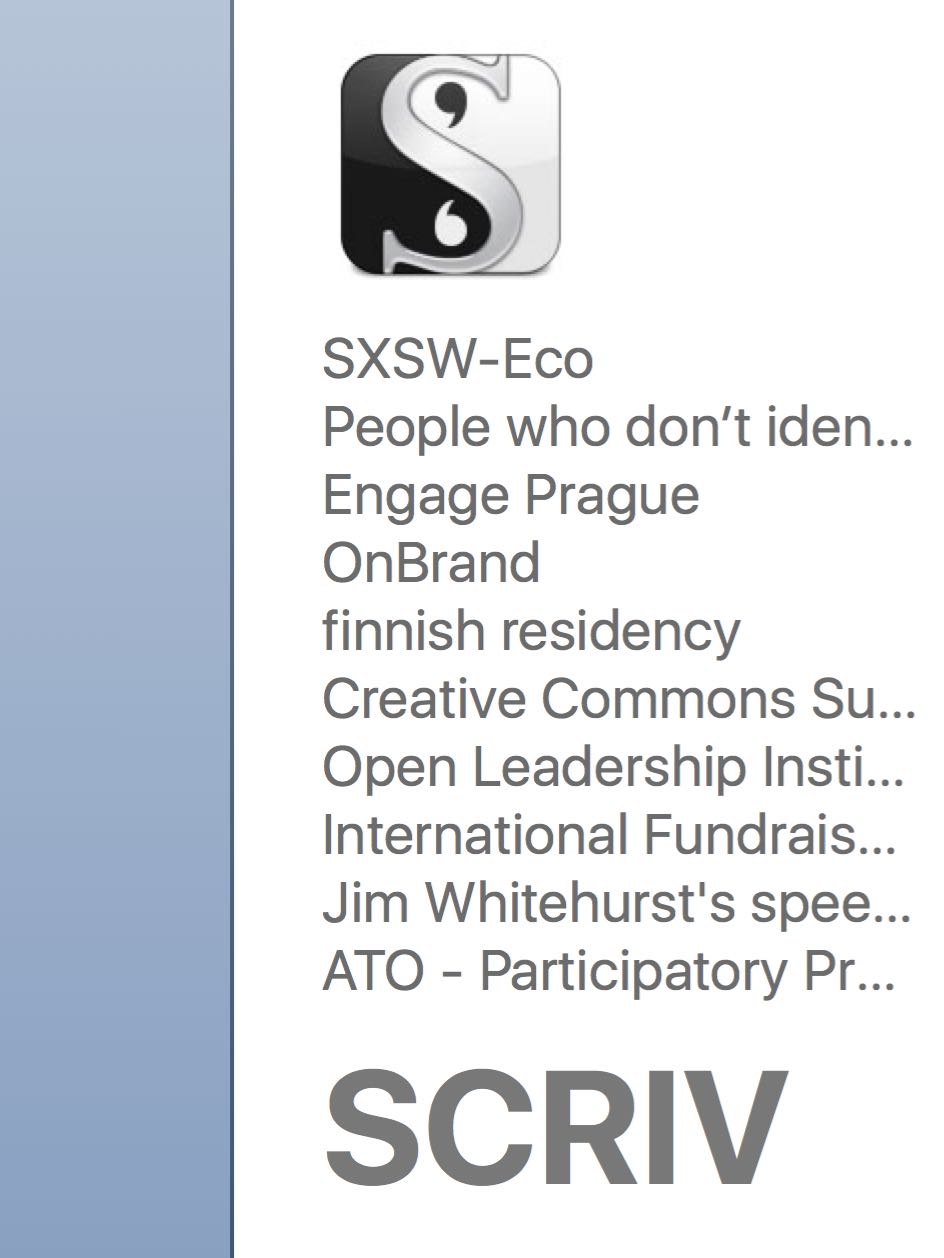 SXSW-Eco
People who don’t iden...
Engage Prague
OnBrand
finnish residency
Creative Commons Su...
Open Leadership Insti...
International Fundrais...
Jim Whitehurst's spee...
ATO - Participatory Pr...
SCRIV